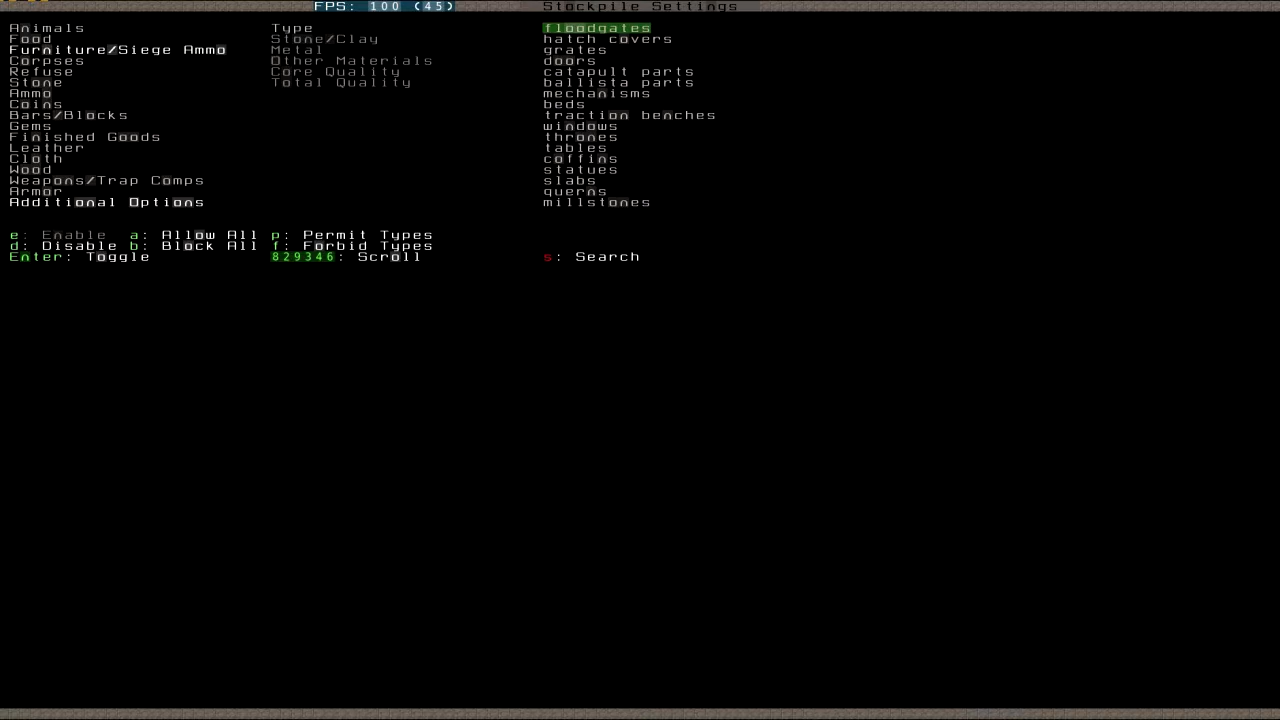 FPS: 100 (45) Stockpile Settings
Animals Type floodgates
Food Stone/Clay hatch covers
Furniture/Siege Ammo Metal grates
Corpses Other Materials doors
Refuse Core Quality catapult parts
Stone Total Quality ballista parts
Ammo mechanisms
Coins beds
Bars/Blocks traction benches
Gems windows
Finished Goods thrones
Leather tables
Cloth coffins
Wood statues
Weapons/Trap Comps slabs
Armor querns
Additional Options millstones
e: Enable a: Allow All p: Permit Types
d: Disable b: Block All f: Forbid Types
Enter: Toggle 829346: Scroll s: Search